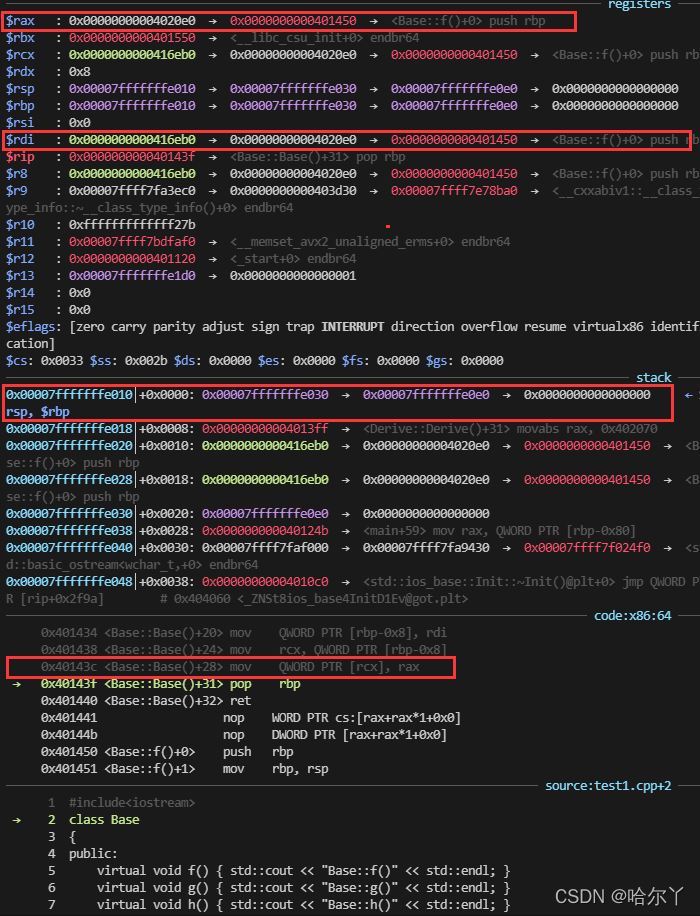 registers
$rax   : 0x00000000004020e0  →  0x0000000000401450  →  <Base::f()+0> push rbp
$rbx   : 0x0000000000401550  →  <__libc_csu_init+0> endbr64
$rcx   : 0x0000000000416eb0  →  0x00000000004020e0  →  0x0000000000401450  →  <Base::f()+0> push rb
$rdx   : 0x8
$rsp   : 0x00007fffffffe010  →  0x00007fffffffe030  →  0x00007fffffffe0e0  →  0x0000000000000000
$rbp   : 0x00007fffffffe010  →  0x00007fffffffe030  →  0x00007fffffffe0e0  →  0x0000000000000000
$rsi   : 0x0
$rdi   : 0x0000000000416eb0  →  0x00000000004020e0  →  0x0000000000401450  →  <Base::f()+0> push rb
$rip   : 0x000000000040143f  →  <Base::Base()+31> pop rbp
$r8    : 0x0000000000416eb0  →  0x00000000004020e0  →  0x0000000000401450  →  <Base::f()+0> push rb
$r9    : 0x00007ffff7fa3ec0  →  0x0000000000403d30  →  0x00007ffff7e78ba0  →  <__cxxabiv1::__class_t
ype_info::~__class_type_info()+0> endbr64
$r10   : 0xfffffffffffff27b
$r11   : 0x00007ffff7bdfaf0  →  <__memset_avx2_unaligned_erms+0> endbr64
$r12   : 0x0000000000401120  →  <_start+0> endbr64
$r13   : 0x00007fffffffe1d0  →  0x0000000000000001
$r14   : 0x0
$r15   : 0x0
$eflags: [zero carry parity adjust sign trap INTERRUPT direction overflow resume virtualx86 identifi
cation]
$cs: 0x0033 $ss: 0x002b $ds: 0x0000 $es: 0x0000 $fs: 0x0000 $gs: 0x0000
stack
0x00007fffffffe010│+0x0000: 0x00007fffffffe030  →  0x00007fffffffe0e0  →  0x0000000000000000   ← $
rsp, $rbp
0x00007fffffffe018│+0x0008: 0x00000000004013ff  →  <Derive::Derive()+31> movabs rax, 0x402070
0x00007fffffffe020│+0x0010: 0x0000000000416eb0  →  0x00000000004020e0  →  0x0000000000401450  →  <B
se::f()+0> push rbp
0x00007fffffffe028│+0x0018: 0x0000000000416eb0  →  0x00000000004020e0  →  0x0000000000401450  →  <B
se::f()+0> push rbp
0x00007fffffffe030│+0x0020: 0x00007fffffffe0e0  →  0x0000000000000000
0x00007fffffffe038│+0x0028: 0x000000000040124b  →  <main+59> mov rax, QWORD PTR [rbp-0x80]
0x00007fffffffe040│+0x0030: 0x00007ffff7faf000  →  0x00007ffff7fa9430  →  0x00007ffff7f024f0  →  <s
d::basic_ostream<wchar_t,+0> endbr64
0x00007fffffffe048│+0x0038: 0x00000000004010c0  →  <std::ios_base::Init::~Init()@plt+0> jmp QWORD P
R [rip+0x2f9a]        # 0x404060 <_ZNSt8ios_base4InitD1Ev@got.plt>
code:x86:64
0x401434 <Base::Base()+20> mov    QWORD PTR [rbp-0x8], rdi
0x401438 <Base::Base()+24> mov    rcx, QWORD PTR [rbp-0x8]
0x40143c <Base::Base()+28> mov    QWORD PTR [rcx], rax
→  0x40143f <Base::Base()+31> pop    rbp
0x401440 <Base::Base()+32> ret
0x401441                  nop    WORD PTR cs:[rax+rax*1+0x0]
0x40144b                  nop    DWORD PTR [rax+rax*1+0x0]
0x401450 <Base::f()+0>    push   rbp
0x401451 <Base::f()+1>    mov    rbp, rsp
source:test1.cpp+2
1  #include<iostream>
→  2  class Base
3  {
4  public:
5      virtual void f() { std::cout << "Base::f()" << std::endl; }
6      virtual void g() { std::cout << "Base::g()" << std::endl; }
7      virtual void h() { std::cout << "Base::h()" << std::endl; }
CSDN @哈尔丫